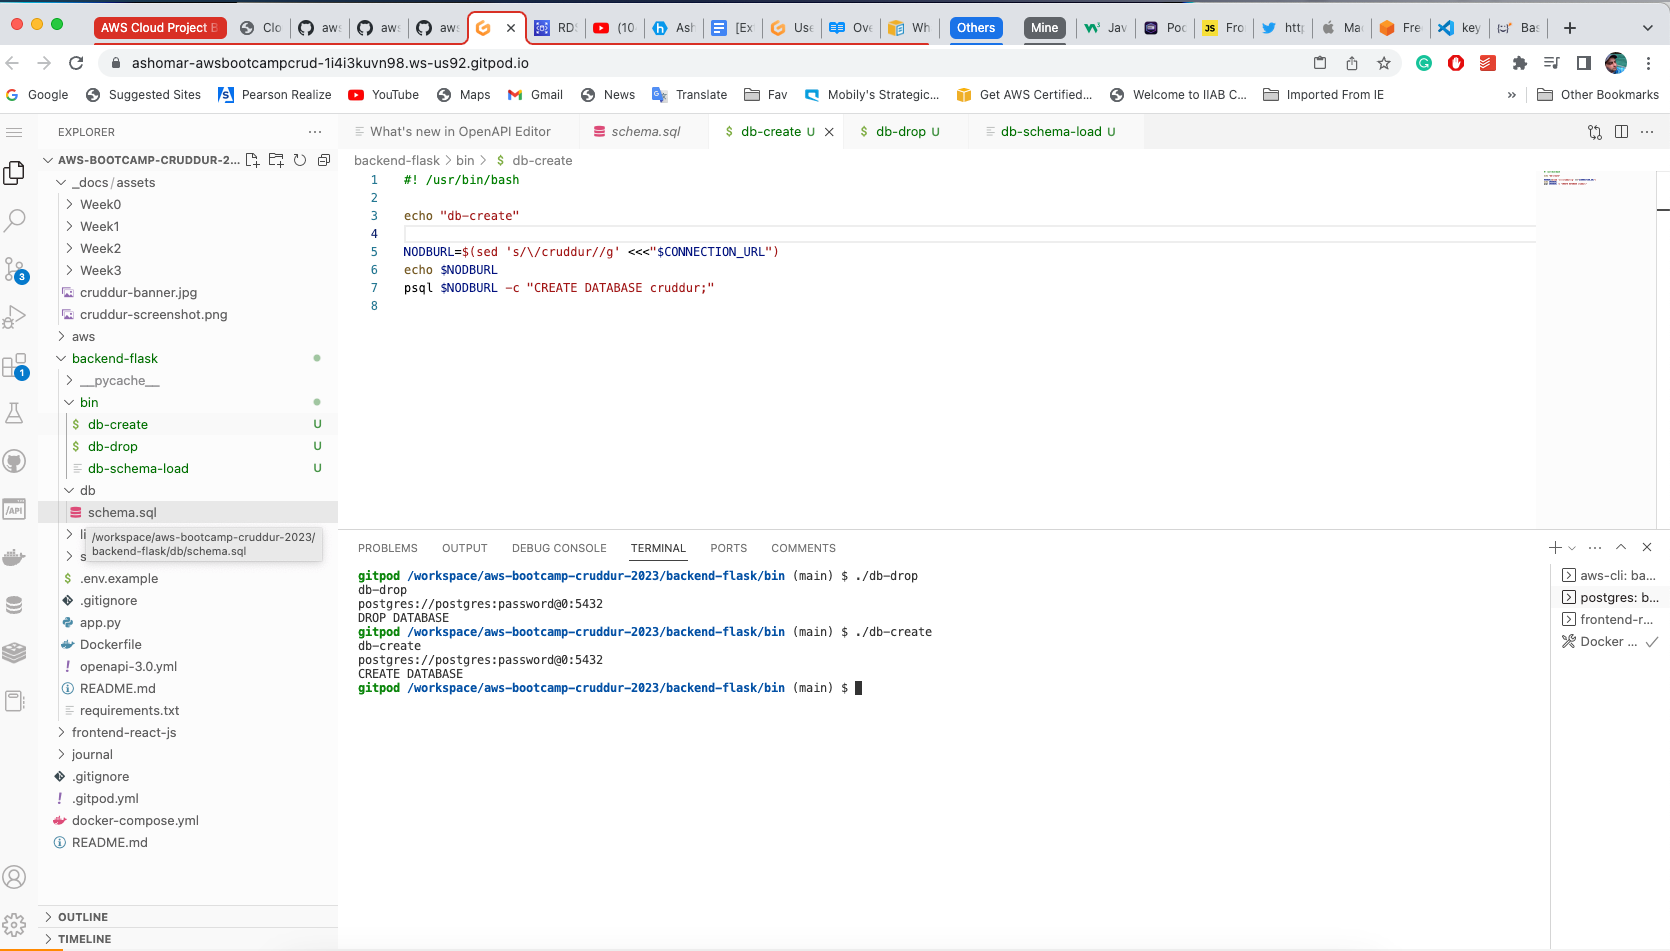 AWS Cloud Project B
Clo
aws
aws
aws
RDS
(10
Ash
[Ex
Use
Ove
Wh
Others
Mine
Jav
Poc
Fro
http
Mac
Free
key
Bas
ashomar-awsbootcampcrud-1i4i3kuvn98.ws-us92.gitpod.io
Google
Suggested Sites
Pearson Realize
YouTube
Maps
Gmail
News
Translate
Fav
Mobily's Strategic...
Get AWS Certified...
Welcome to IIAB C...
Imported From IE
»
Other Bookmarks
EXPLORER
What's new in OpenAPI Editor
schema.sql
$ db-create U
$ db-drop U
db-schema-load U
AWS-BOOTCAMP-CRUDDUR-2...
backend-flask > bin > $ db-create
_docs / assets
Week0
Week1
Week2
Week3
cruddur-banner.jpg
cruddur-screenshot.png
aws
backend-flask
__pycache__
bin
$ db-create U
$ db-drop U
db-schema-load U
db
schema.sql
li
/workspace/aws-bootcamp-cruddur-2023/
backend-flask/db/schema.sql
s
$ .env.example
.gitignore
app.py
Dockerfile
! openapi-3.0.yml
README.md
requirements.txt
frontend-react-js
journal
.gitignore
! .gitpod.yml
docker-compose.yml
README.md
OUTLINE
TIMELINE
3
1
/API
1 #! /usr/bin/bash
2
3 echo "db-create"
4
5 NODBURL=$(sed 's/\/cruddur//g' <<<"$CONNECTION_URL")
6 echo $NODBURL
7 psql $NODBURL -c "CREATE DATABASE cruddur;"
8
PROBLEMS
OUTPUT
DEBUG CONSOLE
TERMINAL
PORTS
COMMENTS
gitpod /workspace/aws-bootcamp-cruddur-2023/backend-flask/bin (main) $ ./db-drop
db-drop
postgres://postgres:password@0:5432
DROP DATABASE
gitpod /workspace/aws-bootcamp-cruddur-2023/backend-flask/bin (main) $ ./db-create
db-create
postgres://postgres:password@0:5432
CREATE DATABASE
gitpod /workspace/aws-bootcamp-cruddur-2023/backend-flask/bin (main) $
aws-cli: ba...
postgres: b...
frontend-r...
Docker ...